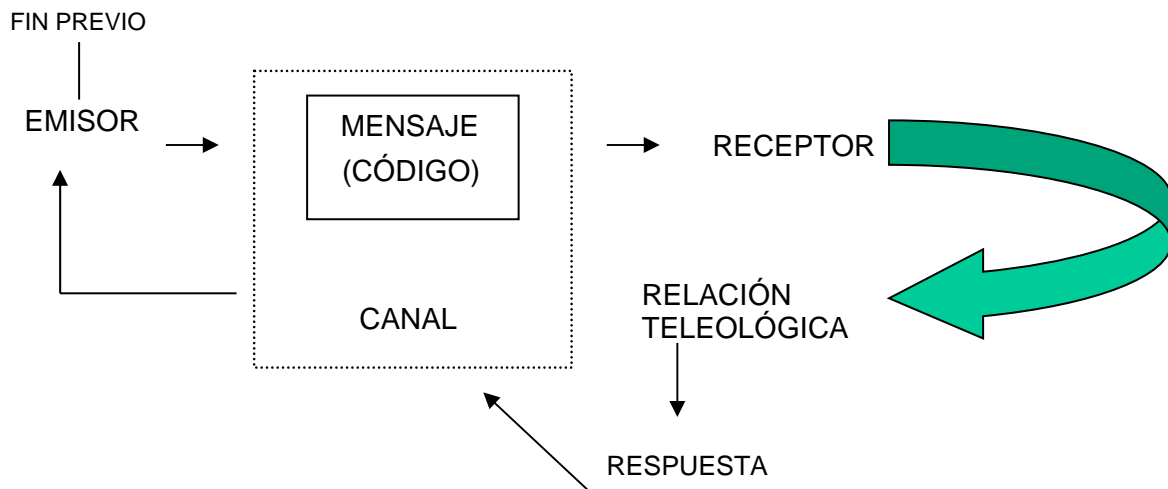 FIN PREVIO
EMISOR
MENSAJE
(CÓDIGO)
RECEPTOR
CANAL
RELACIÓN
TELEOLÓGICA
RESPUESTA